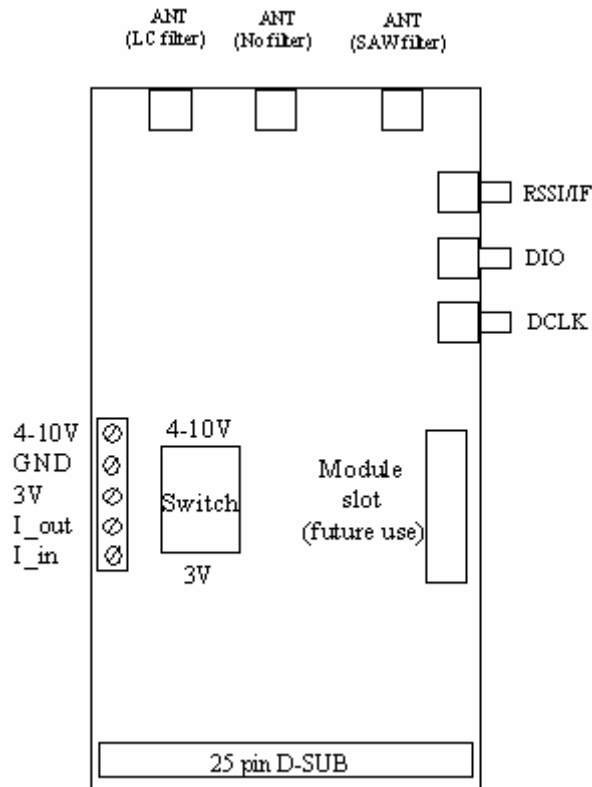 ANT
(LC filter)
ANT
(No filter)
ANT
(SAW filter)
RSSI/IF
DIO
DCLK
4-10V
GND
3V
I_out
I_in
4-10V
Switch
3V
Module
slot
(future use)
25 pin D-SUB